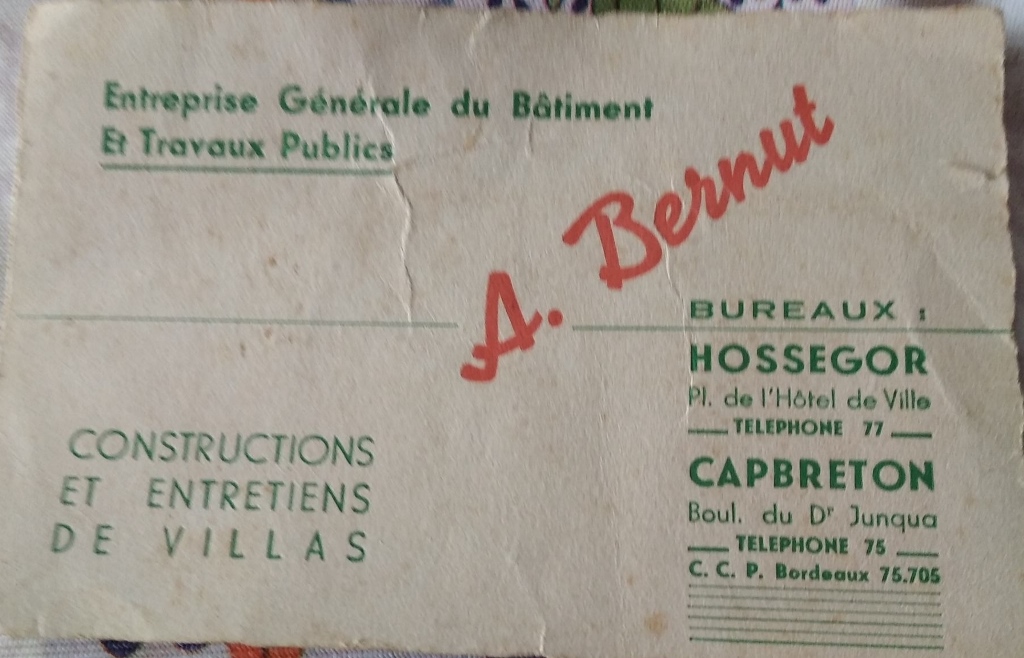 Entreprise Générale du Bâtiment
Et Travaux Publics
A. Bernut
BUREAUX :
HOSSEGOR
Pl. de l'Hôtel de Ville
TELEPHONE 77
CAPBRETON
Boul. du Dr Junqua
TELEPHONE 75
C. C. P. Bordeaux 75.705
CONSTRUCTIONS
ET ENTRETIENS
DE VILLAS